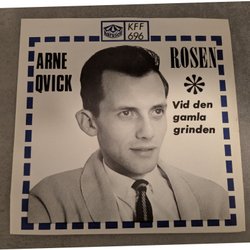 KFF
696
ARNE
QVICK
ROSEN
*
Vid den
gamla
grinden